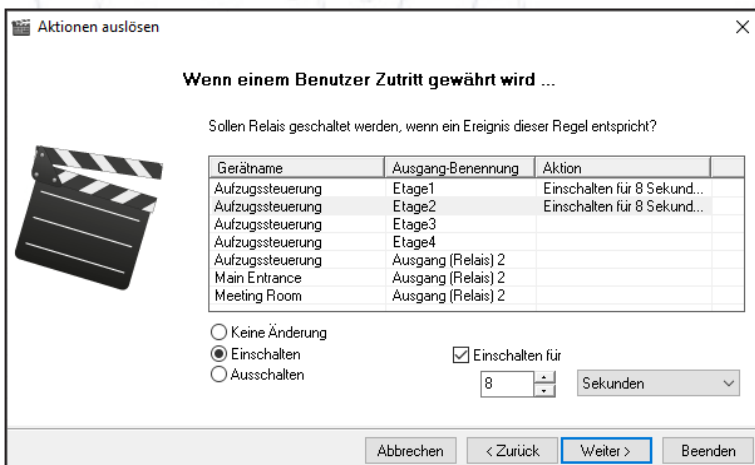 Aktionen auslösen
Wenn einem Benutzer Zutritt gewährt wird ...
Sollen Relais geschaltet werden, wenn ein Ereignis dieser Regel entspricht?
Gerätname Ausgang-Benennung Aktion
Aufzugssteuerung Etage1 Einschalten für 8 Sekund...
Aufzugssteuerung Etage2 Einschalten für 8 Sekund...
Aufzugssteuerung Etage3
Aufzugssteuerung Etage4
Aufzugssteuerung Ausgang (Relais) 2
Main Entrance Ausgang (Relais) 2
Meeting Room Ausgang (Relais) 2
Keine Änderung
Einschalten Einschalten für
Ausschalten 8 Sekunden
Abbrechen < Zurück Weiter > Beenden